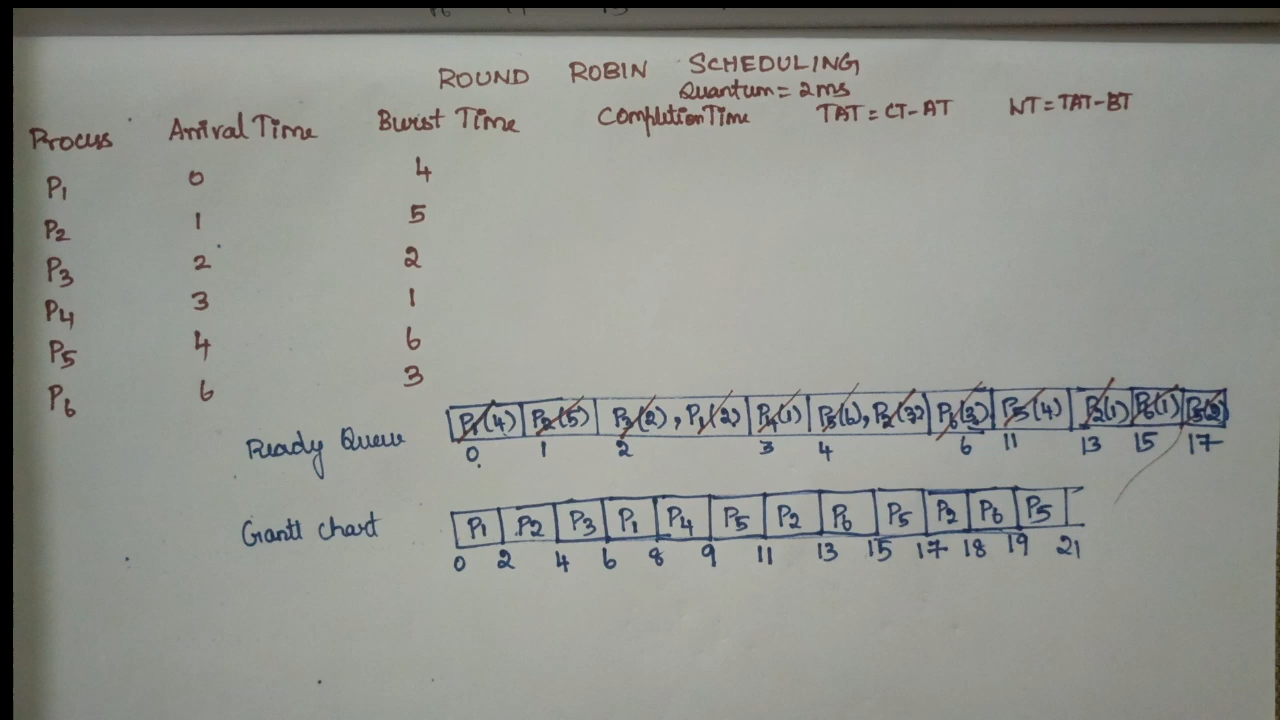 ROUND ROBIN SCHEDULING
Quantum = 2ms
Process Arrival Time Burst Time Completion Time TAT = CT - AT WT = TAT - BT
P1 0 4
P2 1 5
P3 2 2
P4 3 1
P5 4 6
P6 6 3
Ready Queue P1(4) P2(5) P3(2), P1(2) P4(1) P5(6), P2(3) P6(3) P5(4) P2(1) P6(1) P5(2)
0 1 2 3 4 6 11 13 15 17
Gantt chart P1 P2 P3 P1 P4 P5 P2 P6 P5 P2 P6 P5
0 2 4 6 8 9 11 13 15 17 18 19 21